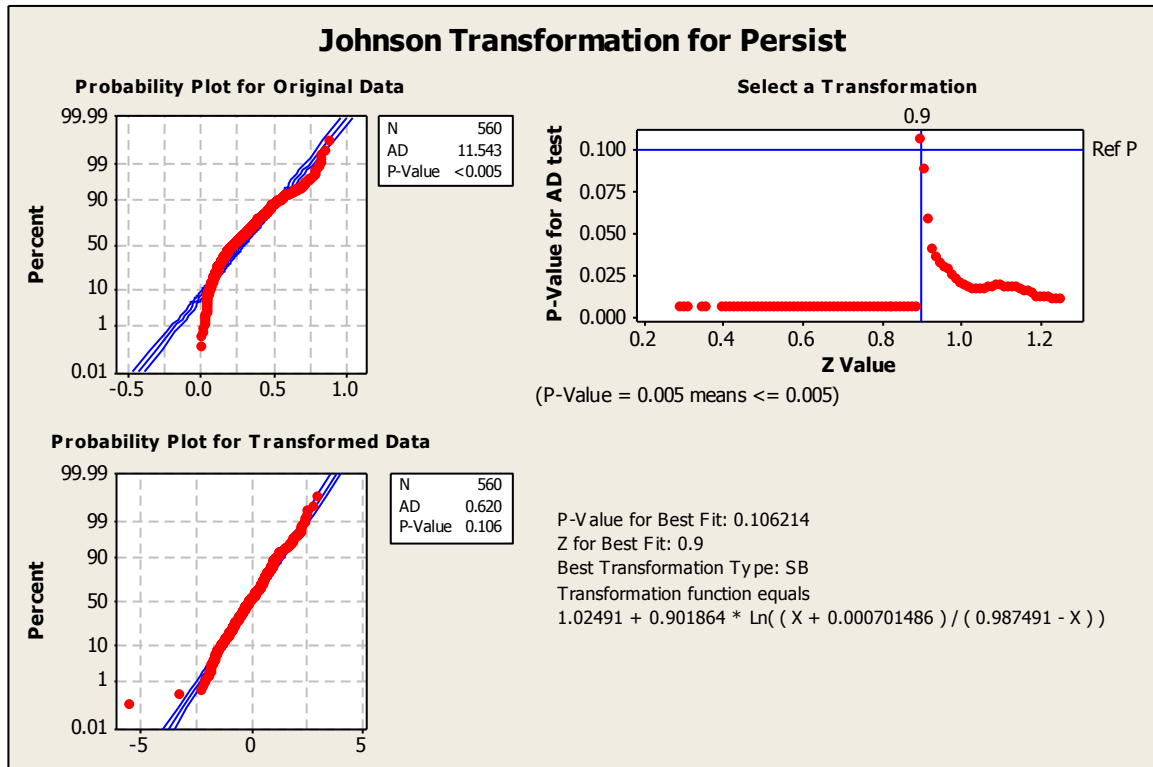 Johnson Transformation for Persist
Probability Plot for Original Data
Percent
99.99
99
90
50
10
1
0.01
-0.5
0.0
0.5
1.0
N 560
AD 11.543
P-Value <0.005
Select a Transformation
0.9
P-Value for AD test
0.100
0.075
0.050
0.025
0.000
Ref P
0.2
0.4
0.6
0.8
1.0
1.2
Z Value
(P-Value = 0.005 means <= 0.005)
Probability Plot for Transformed Data
Percent
99.99
99
90
50
10
1
0.01
-5
0
5
N 560
AD 0.620
P-Value 0.106
P-Value for Best Fit: 0.106214
Z for Best Fit: 0.9
Best Transformation Type: SB
Transformation function equals
1.02491 + 0.901864 * Ln( ( X + 0.000701486 ) / ( 0.987491 - X ) )